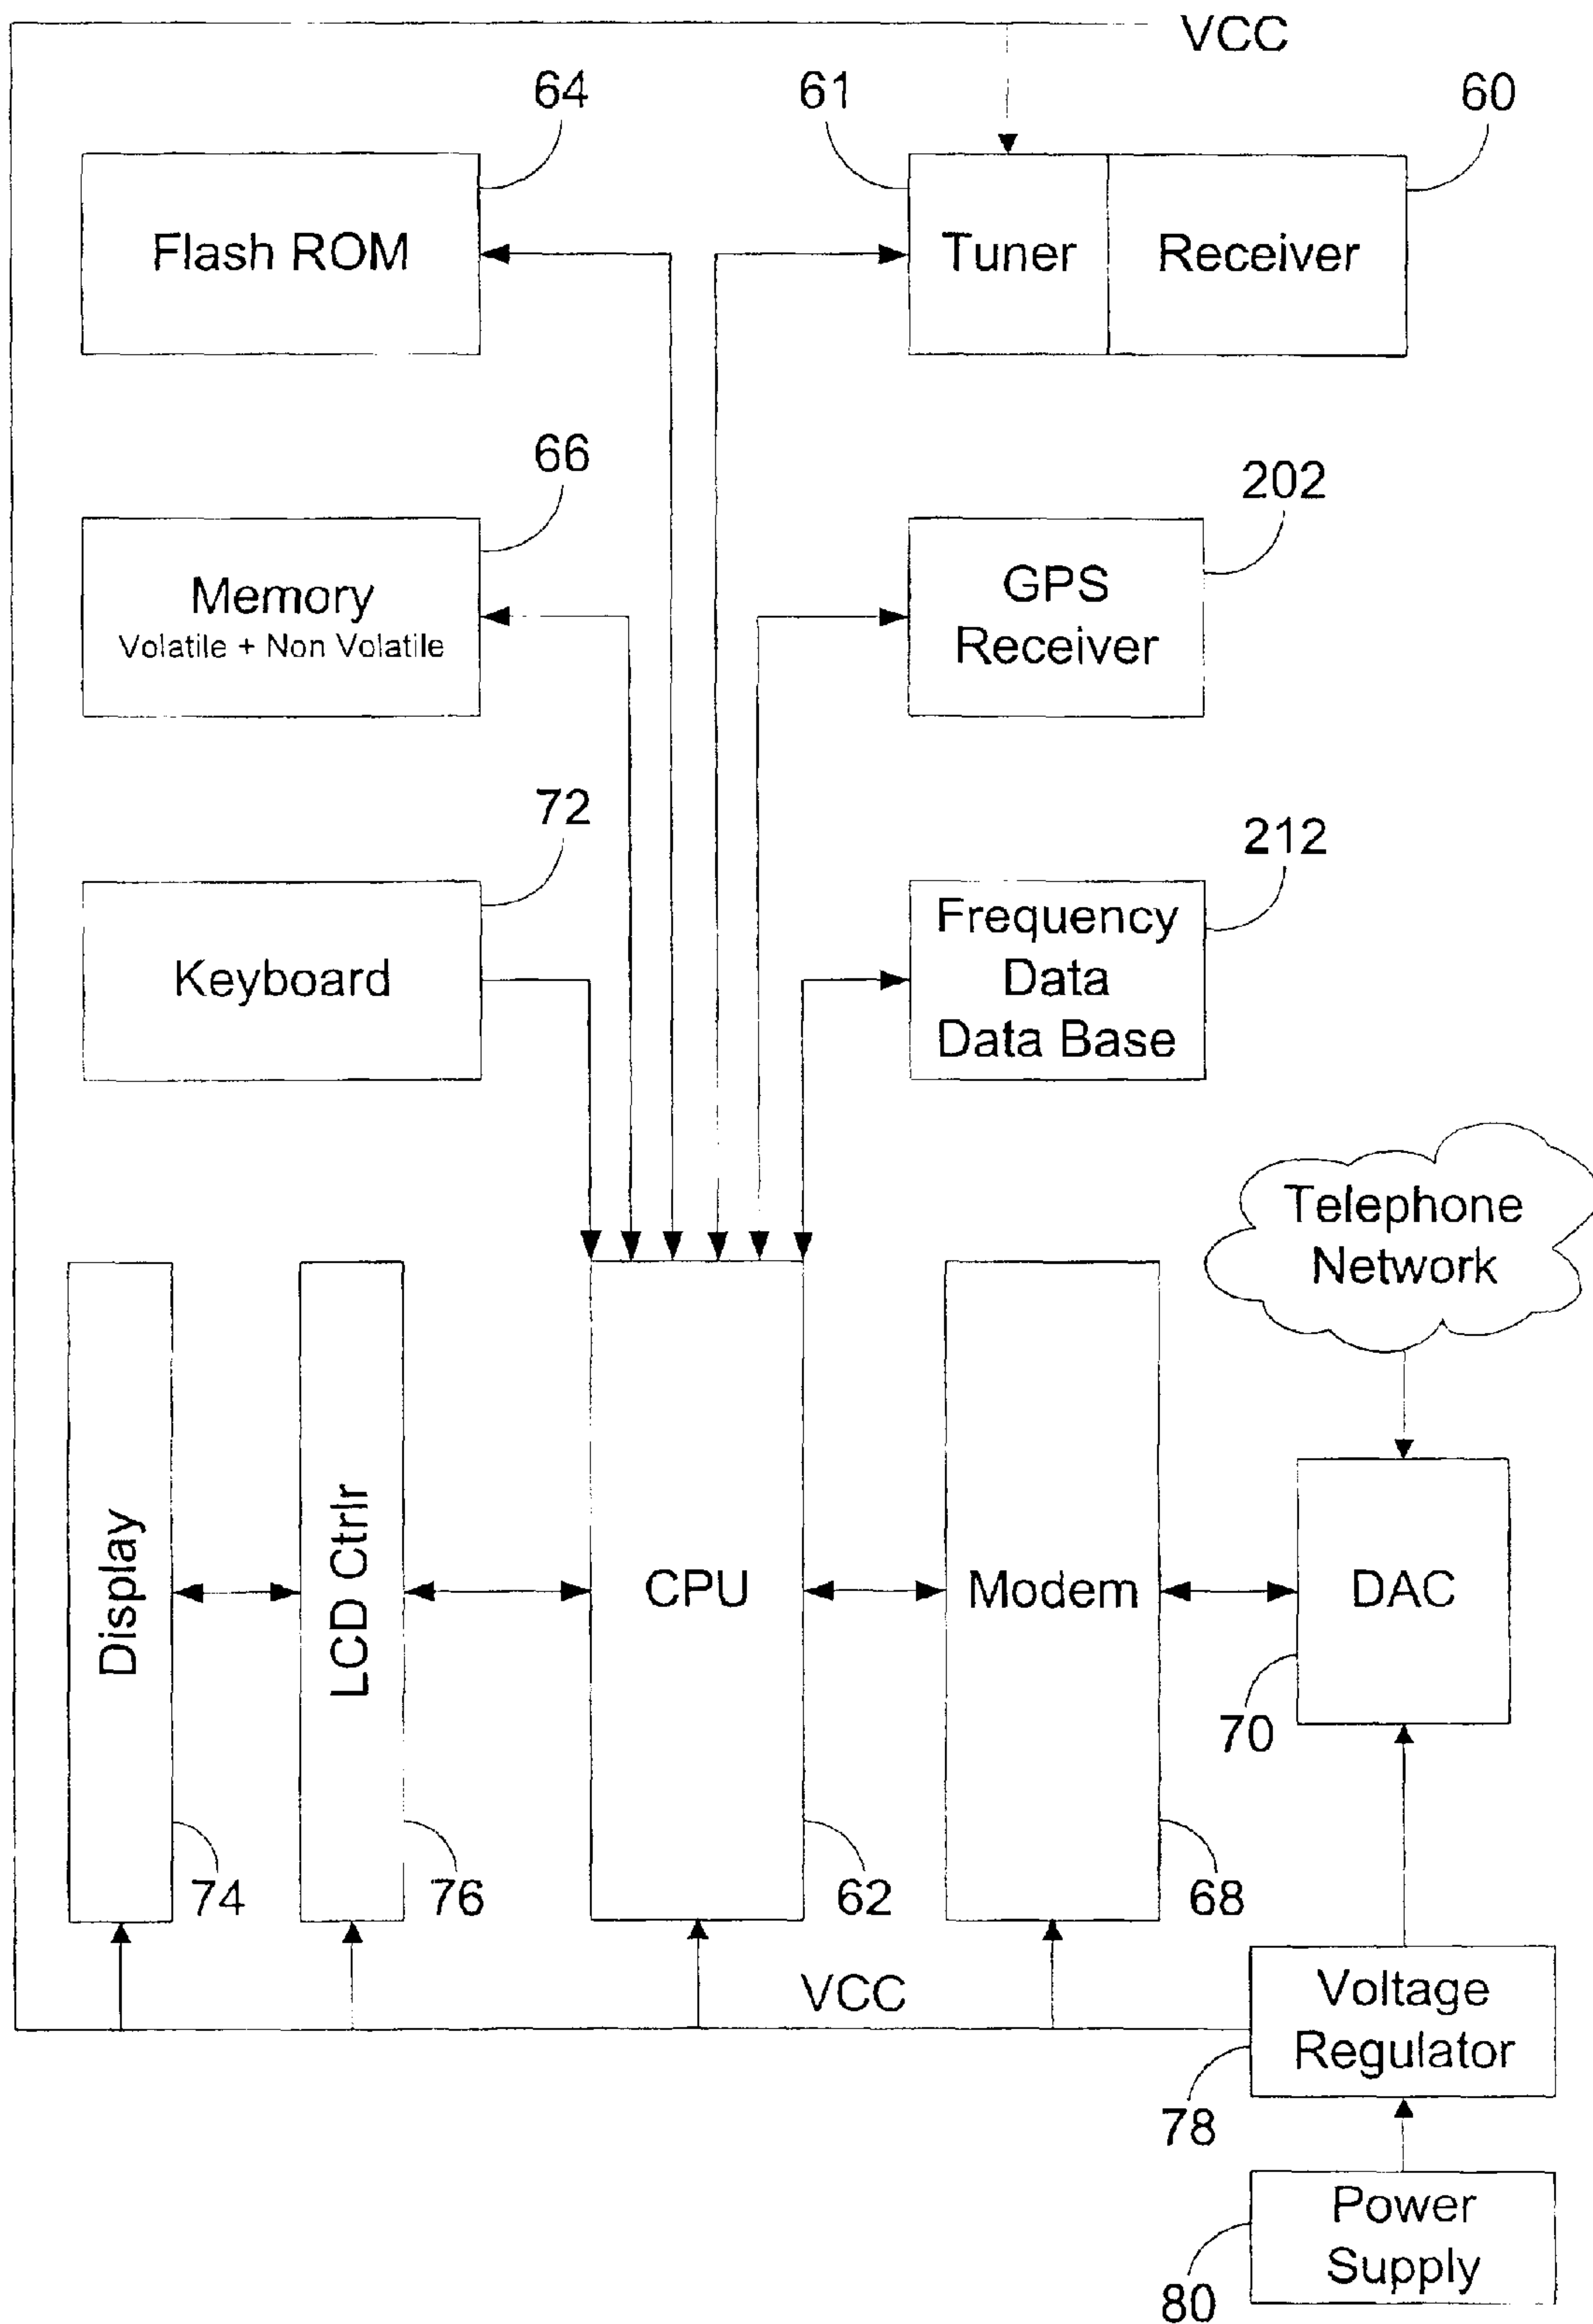 VCC
64
61
60
Flash ROM
Tuner
Receiver
66
202
Memory
Volatile + Non Volatile
GPS
Receiver
72
212
Keyboard
Frequency
Data
Data Base
Telephone
Network
Display
LCD Ctrlr
CPU
Modem
DAC
70
74
76
62
68
VCC
Voltage
Regulator
78
Power
Supply
80